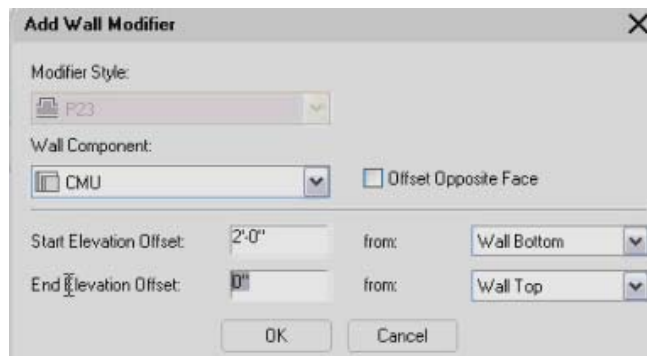 Add Wall Modifier
Modifier Style:
P23
Wall Component:
CMU
Offset Opposite Face
Start Elevation Offset: 2'-0" from: Wall Bottom
End Elevation Offset: 0" from: Wall Top
OK Cancel